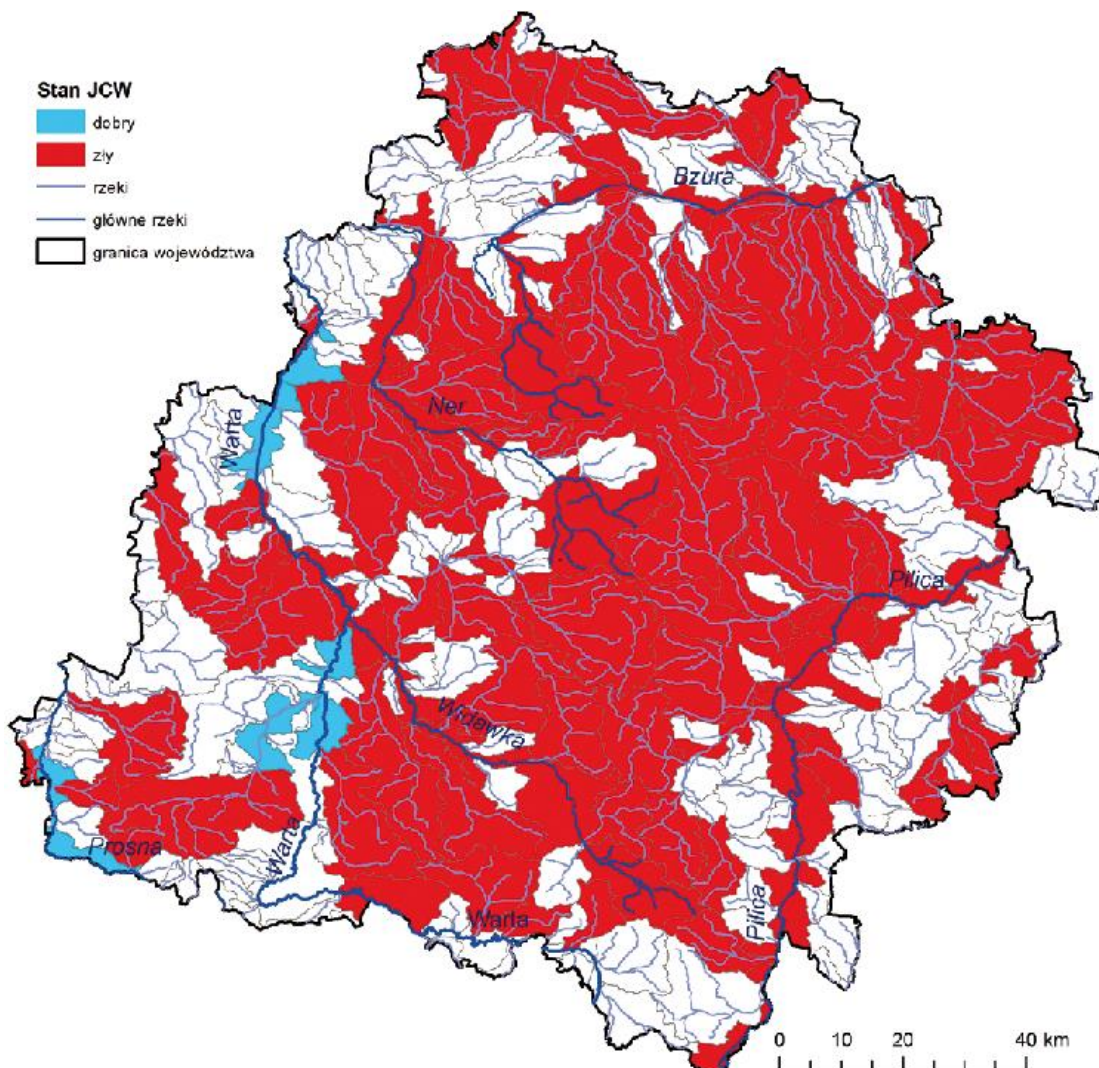 Stan JCW
dobry
zły
rzeki
główne rzeki
granica województwa
Bzura
Ner
Warta
Pilica
Widawka
Prosna
Warta
Warta
Pilica
0 10 20 40 km